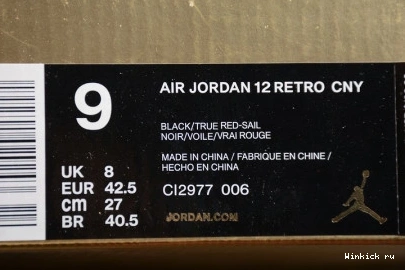 9
AIR JORDAN 12 RETRO CNY
BLACK/TRUE RED-SAIL
NOIR/VOILE/VRAI ROUGE
MADE IN CHINA / FABRIQUE EN CHINE /
HECHO EN CHINA
UK 8
EUR 42.5
cm 27
BR 40.5
CI2977 006
JORDAN.COM
Winkick ru